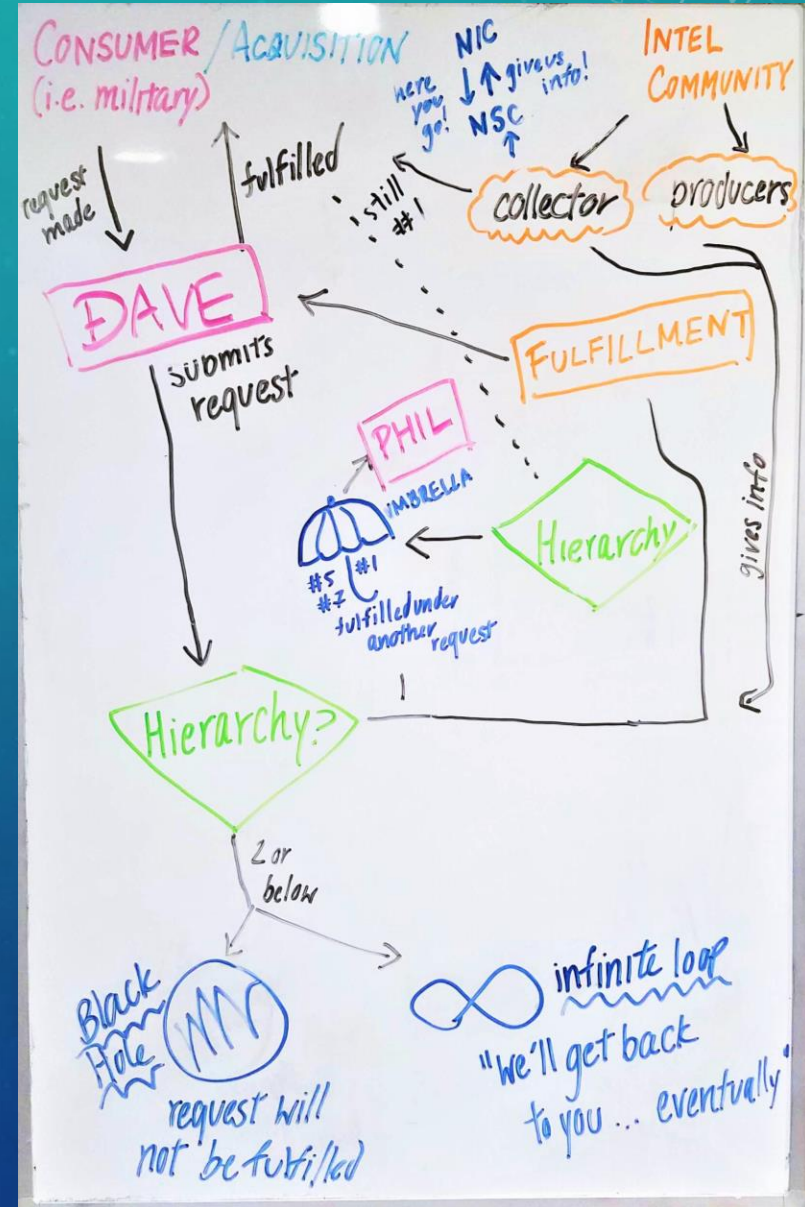 CONSUMER / ACQUISITION
(i.e. military)
NIC
here
you
go!
give us
info!
NSC
INTEL
COMMUNITY
request
made
fulfilled
still
#1
collector
producers
DAVE
submits
request
FULFILLMENT
PHIL
UMBRELLA
#5
#7
#1
fulfilled under
another
request
Hierarchy
gives info
Hierarchy?
1
2 or
below
Black
Hole
request will
not be fulfilled
infinite loop
"we'll get back
to you ... eventually"